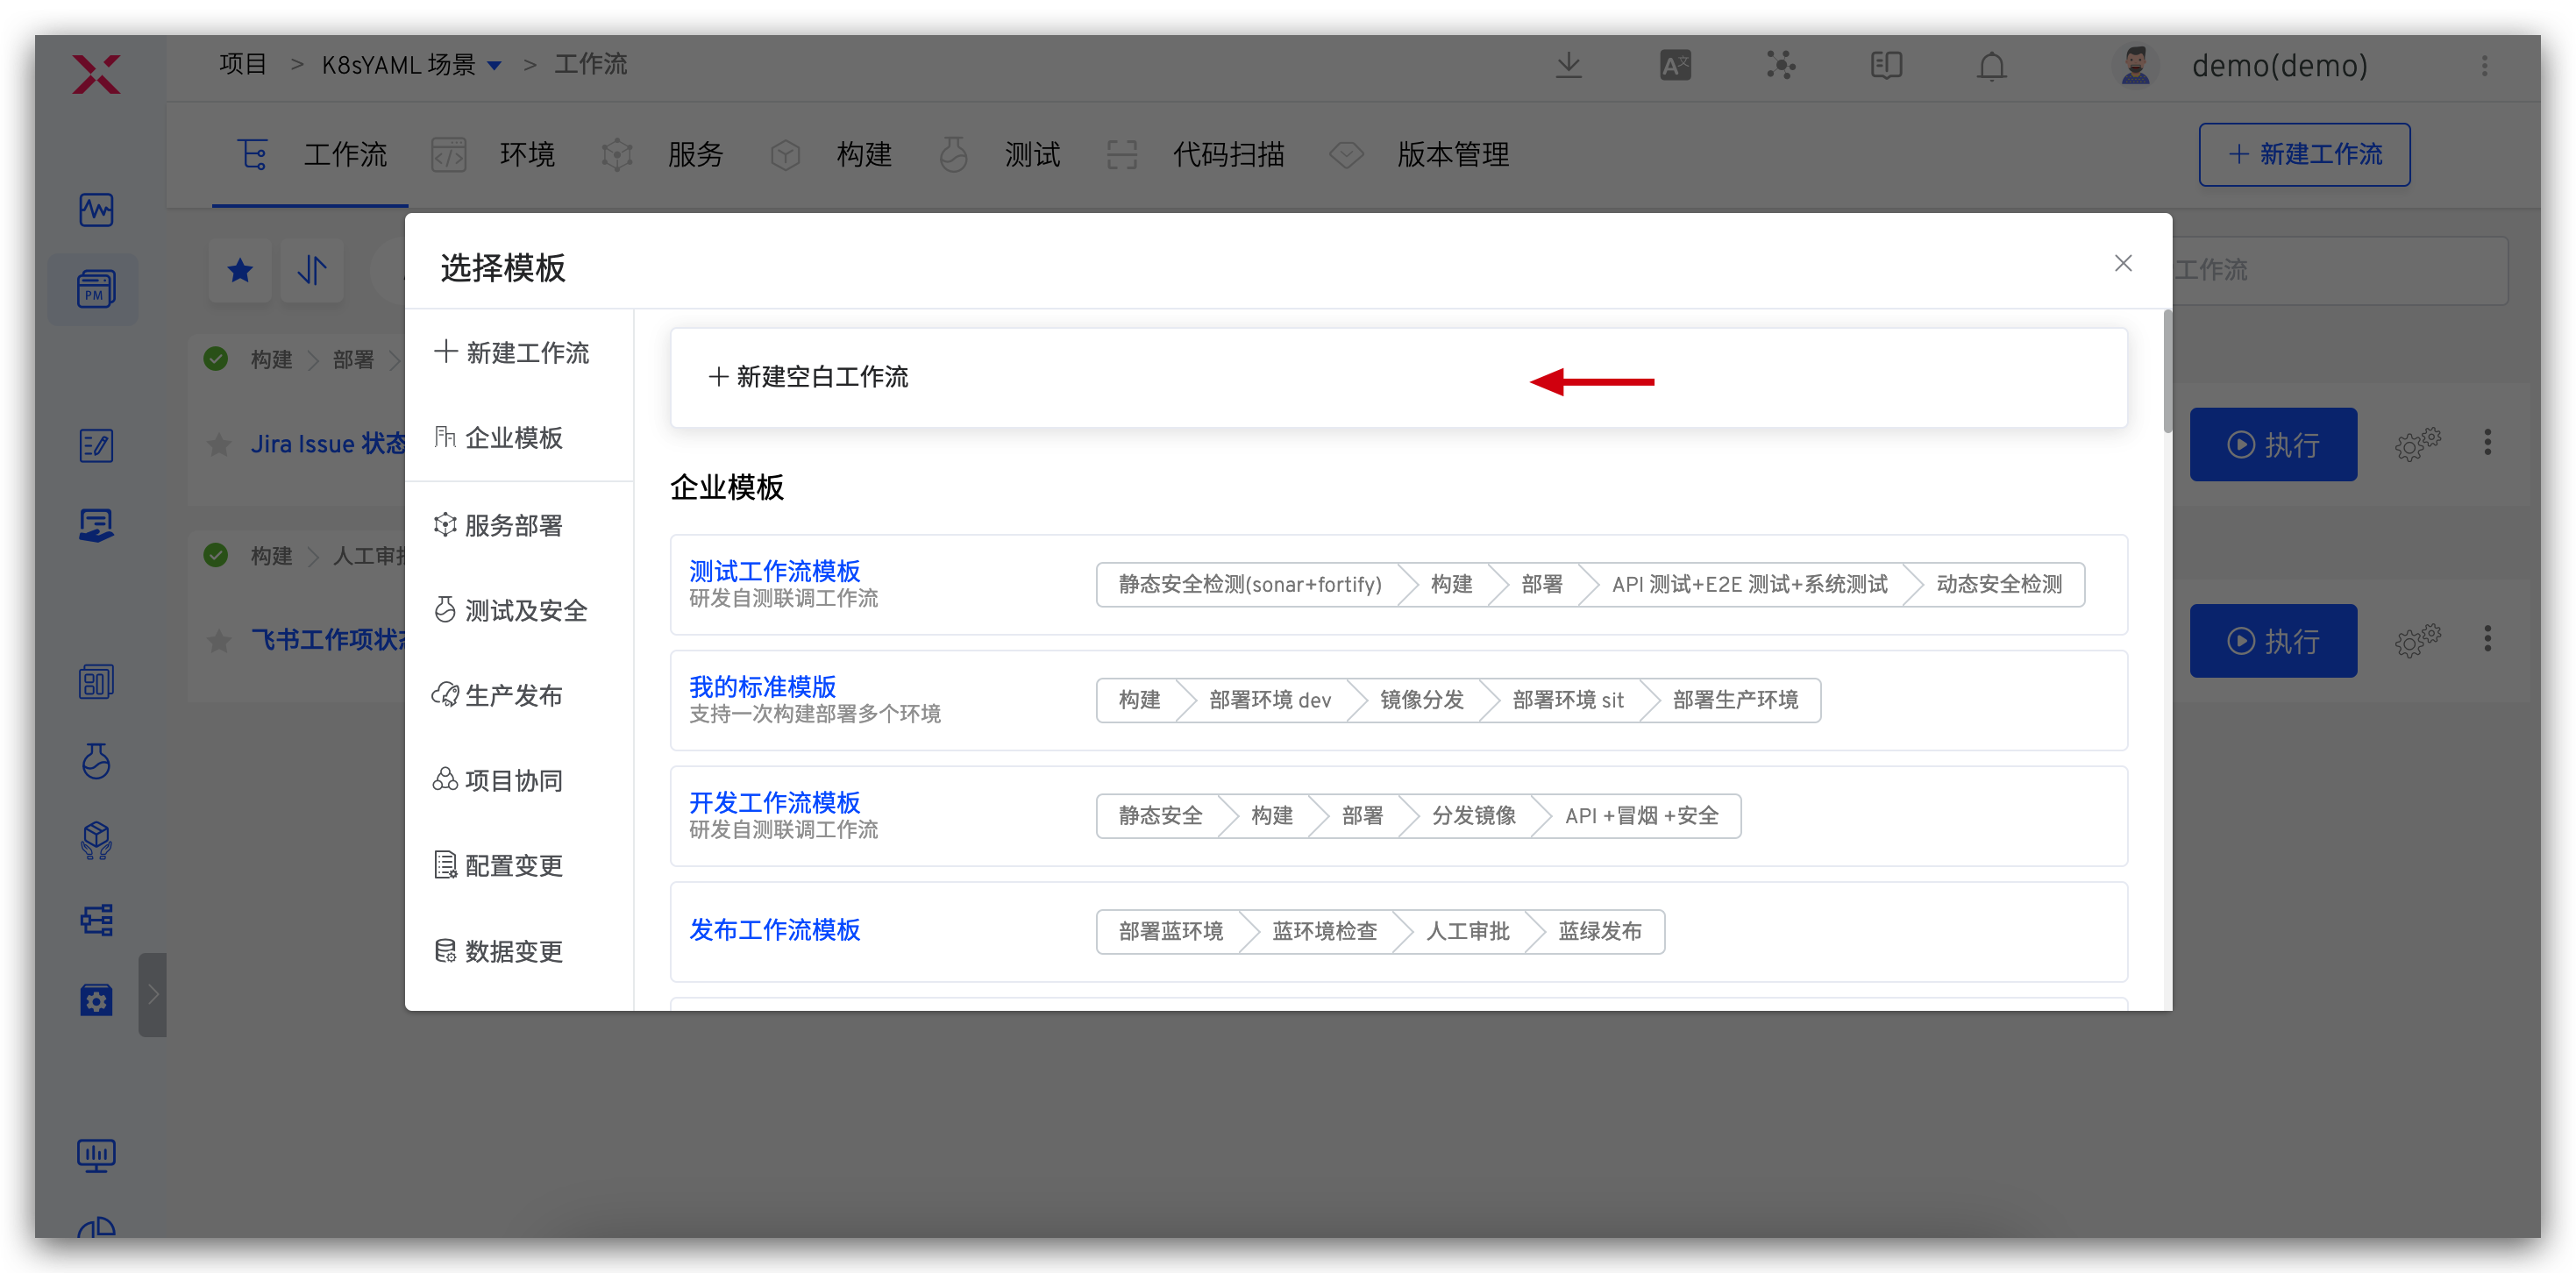 项目 > K8sYAML 场景 > 工作流
demo(demo)
工作流 环境 服务 构建 测试 代码扫描 版本管理
+ 新建工作流
工作流
PM
构建 部署
Jira Issue 状态
执行
构建 人工审
飞书工作项状
执行
选择模板
+ 新建工作流
企业模板
服务部署
测试及安全
生产发布
项目协同
配置变更
数据变更
+ 新建空白工作流
企业模板
测试工作流模板
研发自测联调工作流
静态安全检测(sonar+fortify) 构建 部署 API 测试+E2E 测试+系统测试 动态安全检测
我的标准模版
支持一次构建部署多个环境
构建 部署环境 dev 镜像分发 部署环境 sit 部署生产环境
开发工作流模板
研发自测联调工作流
静态安全 构建 部署 分发镜像 API +冒烟 +安全
发布工作流模板
部署蓝环境 蓝环境检查 人工审批 蓝绿发布